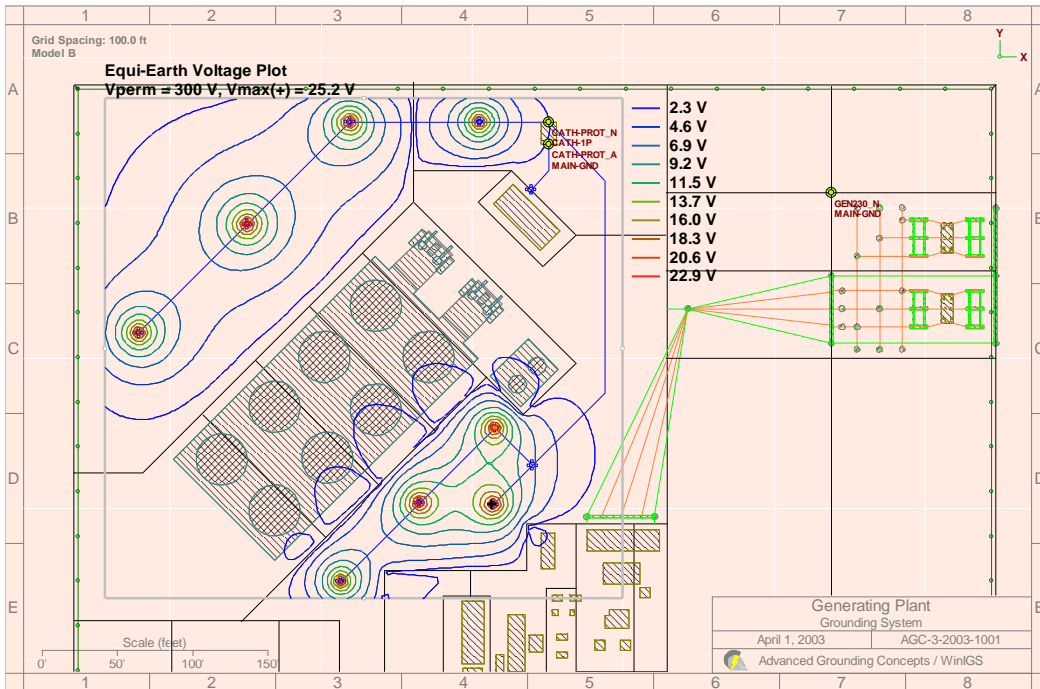 1 2 3 4 5 6 7 8
Grid Spacing: 100.0 ft
Model B
Y
X
Equi-Earth Voltage Plot
Vperm = 300 V, Vmax(+) = 25.2 V
A
A
2.3 V
4.6 V
6.9 V
9.2 V
11.5 V
13.7 V
16.0 V
18.3 V
20.6 V
22.9 V
CATH-PROT_N
CATH-1P
CATH-PROT_A
MAIN-GND
GEN230_N
MAIN-GND
B
B
C
C
D
D
E
E
Scale (feet)
0' 50' 100' 150'
Generating Plant
Grounding System
April 1, 2003 AGC-3-2003-1001
Advanced Grounding Concepts / WinIGS
1 2 3 4 5 6 7 8